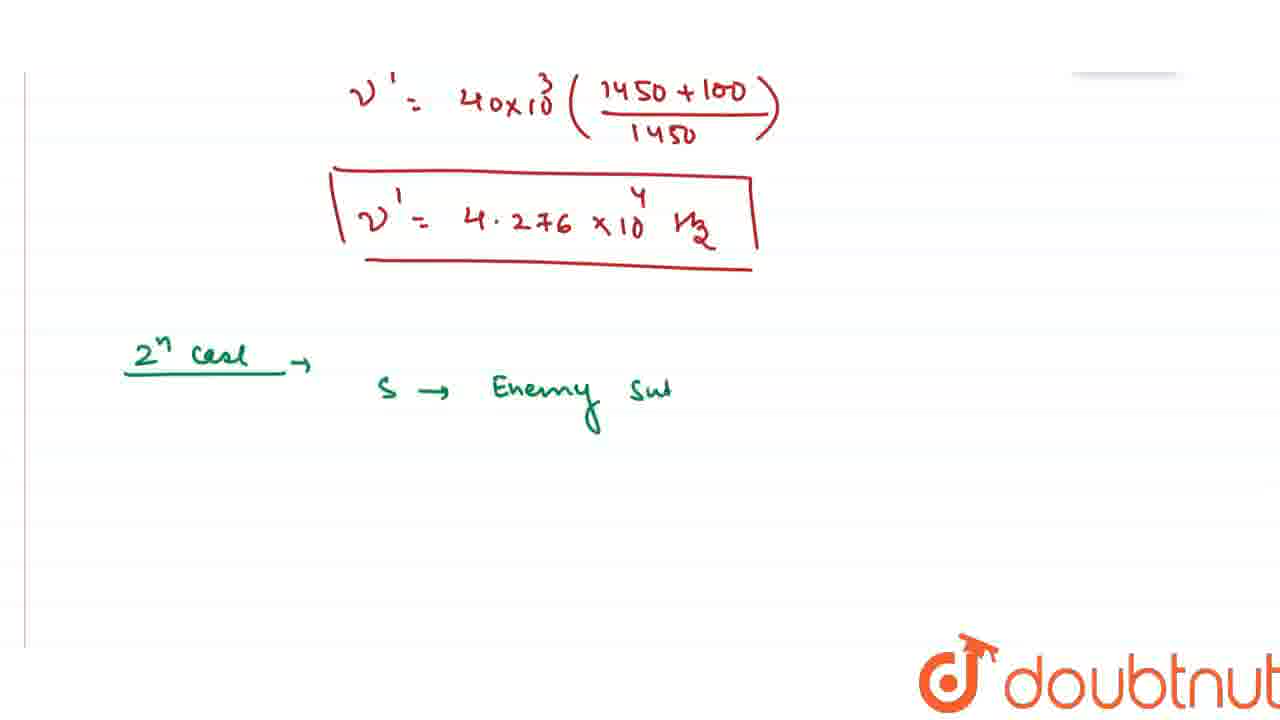 ν' = 40×10³ (1450 + 100 / 1450)
ν' = 4.276 × 10⁴ Hz
2ⁿ case →
S → Enemy Sub
doubtnut